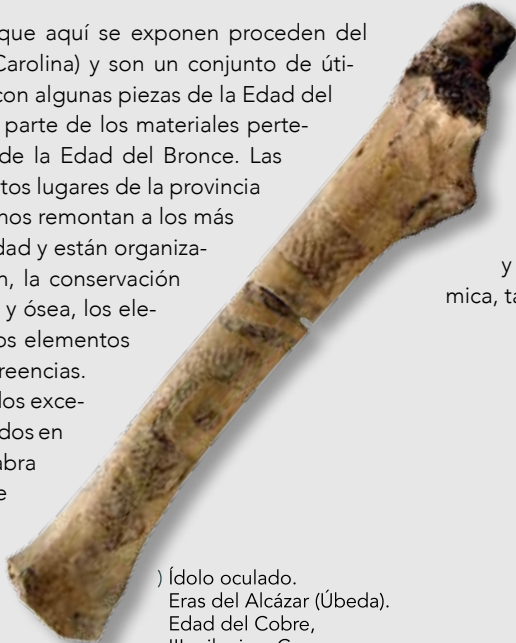 que aquí se exponen proceden del
Carolina) y son un conjunto de úti-
con algunas piezas de la Edad del
parte de los materiales perte-
de la Edad del Bronce. Las
tos lugares de la provincia
nos remontan a los más
dad y están organiza-
n, la conservación
y ósea, los ele-
os elementos
reencias.
los exce-
dos en
abra
e
y
mica, ta
) Ídolo oculado.
Eras del Alcázar (Úbeda).
Edad del Cobre,